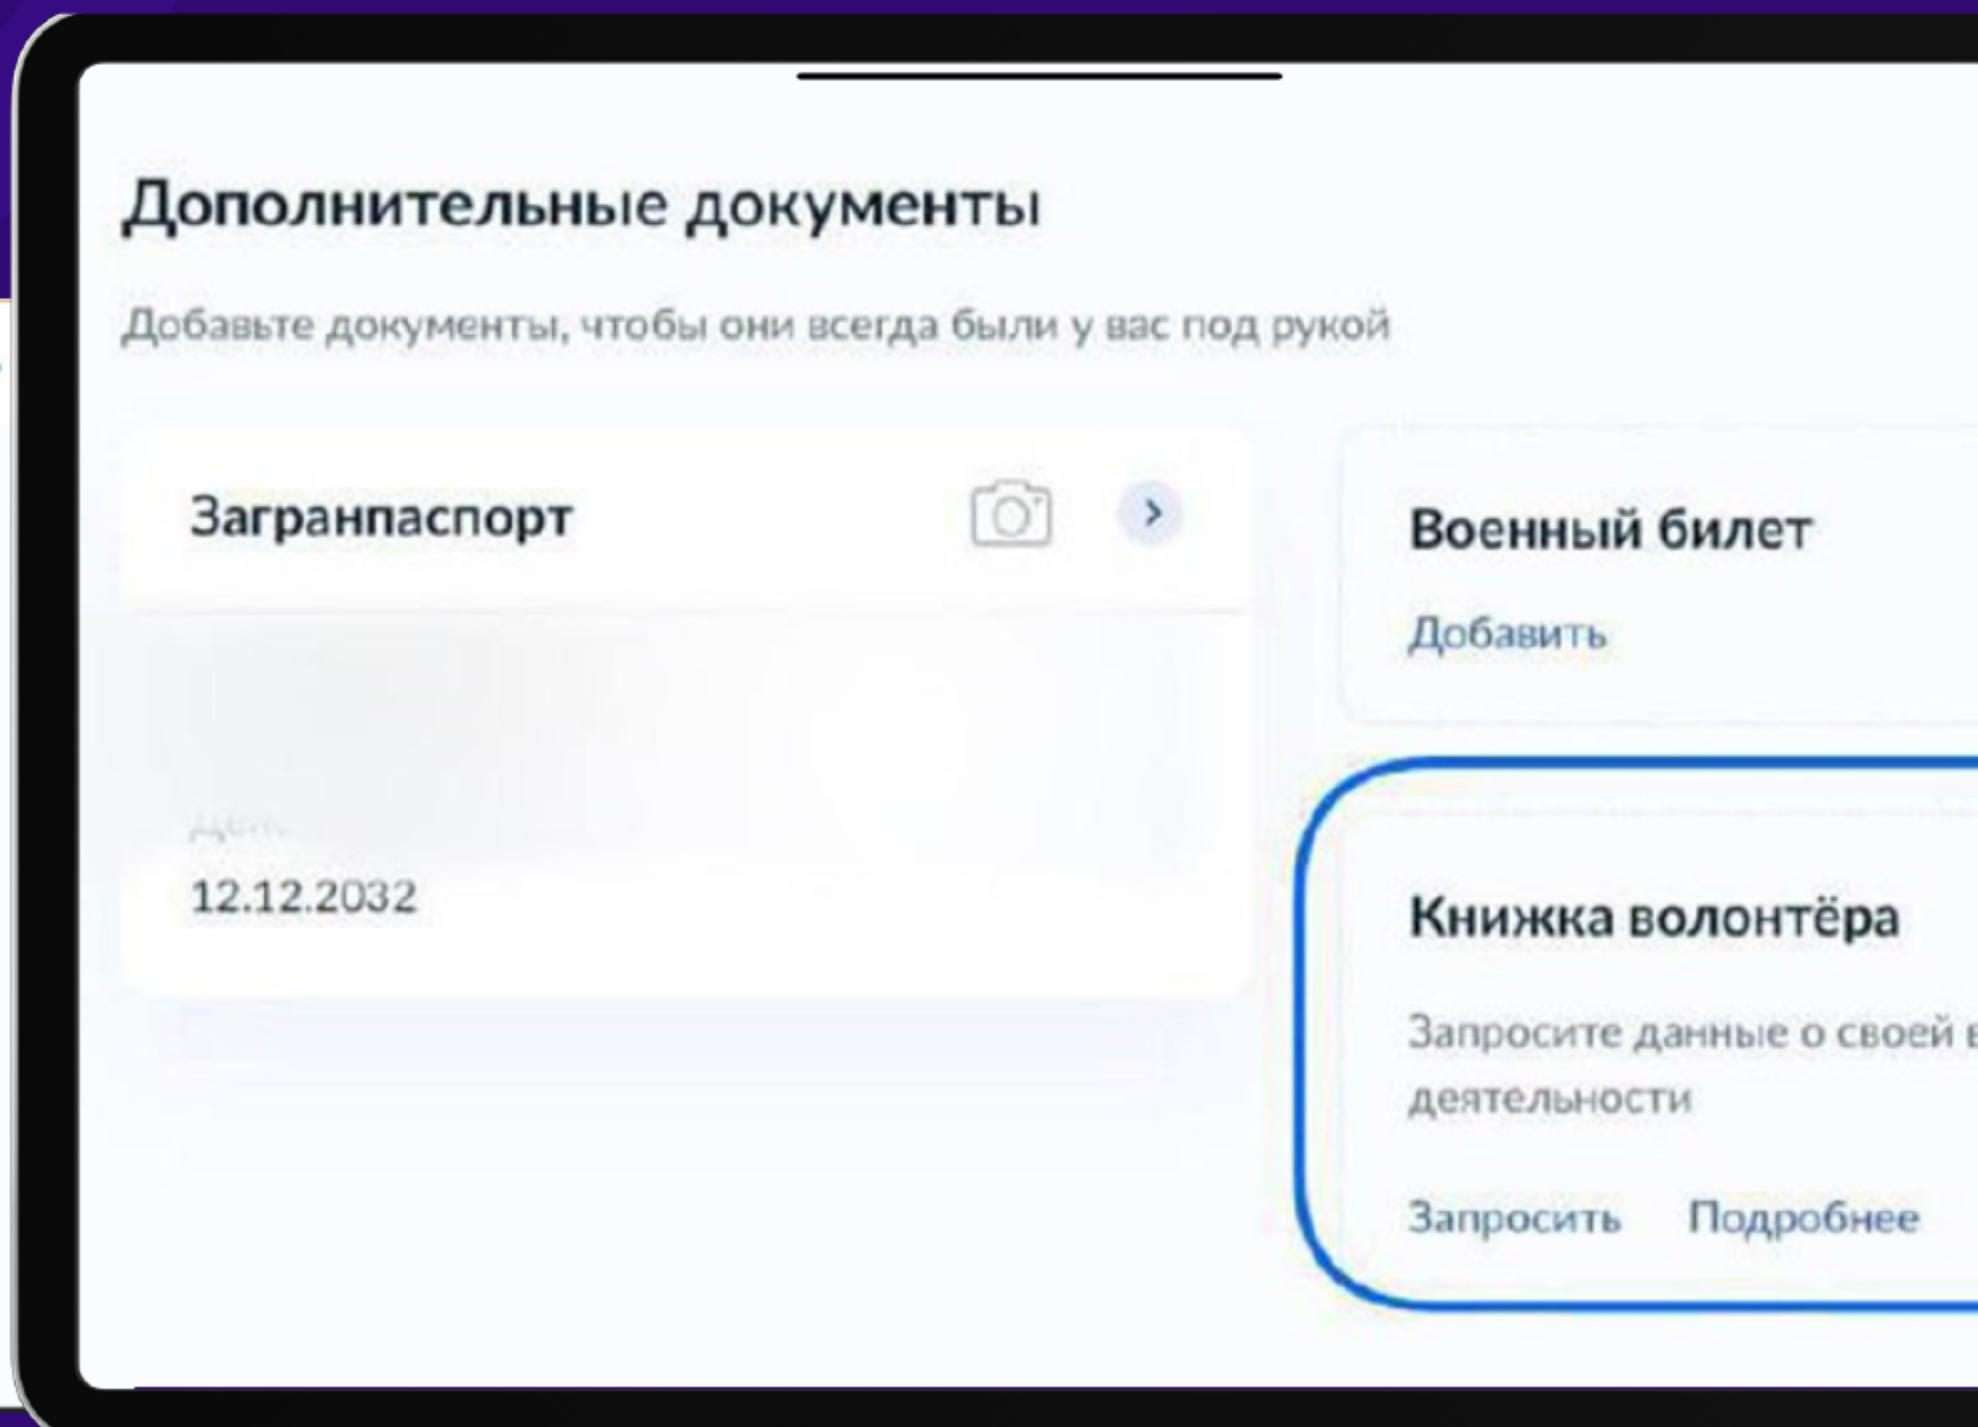 Дополнительные документы
Добавьте документы, чтобы они всегда были у вас под рукой
Загранпаспорт
12.12.2032
Военный билет
Добавить
Книжка волонтёра
Запросите данные о своей
деятельности
Запросить Подробнее